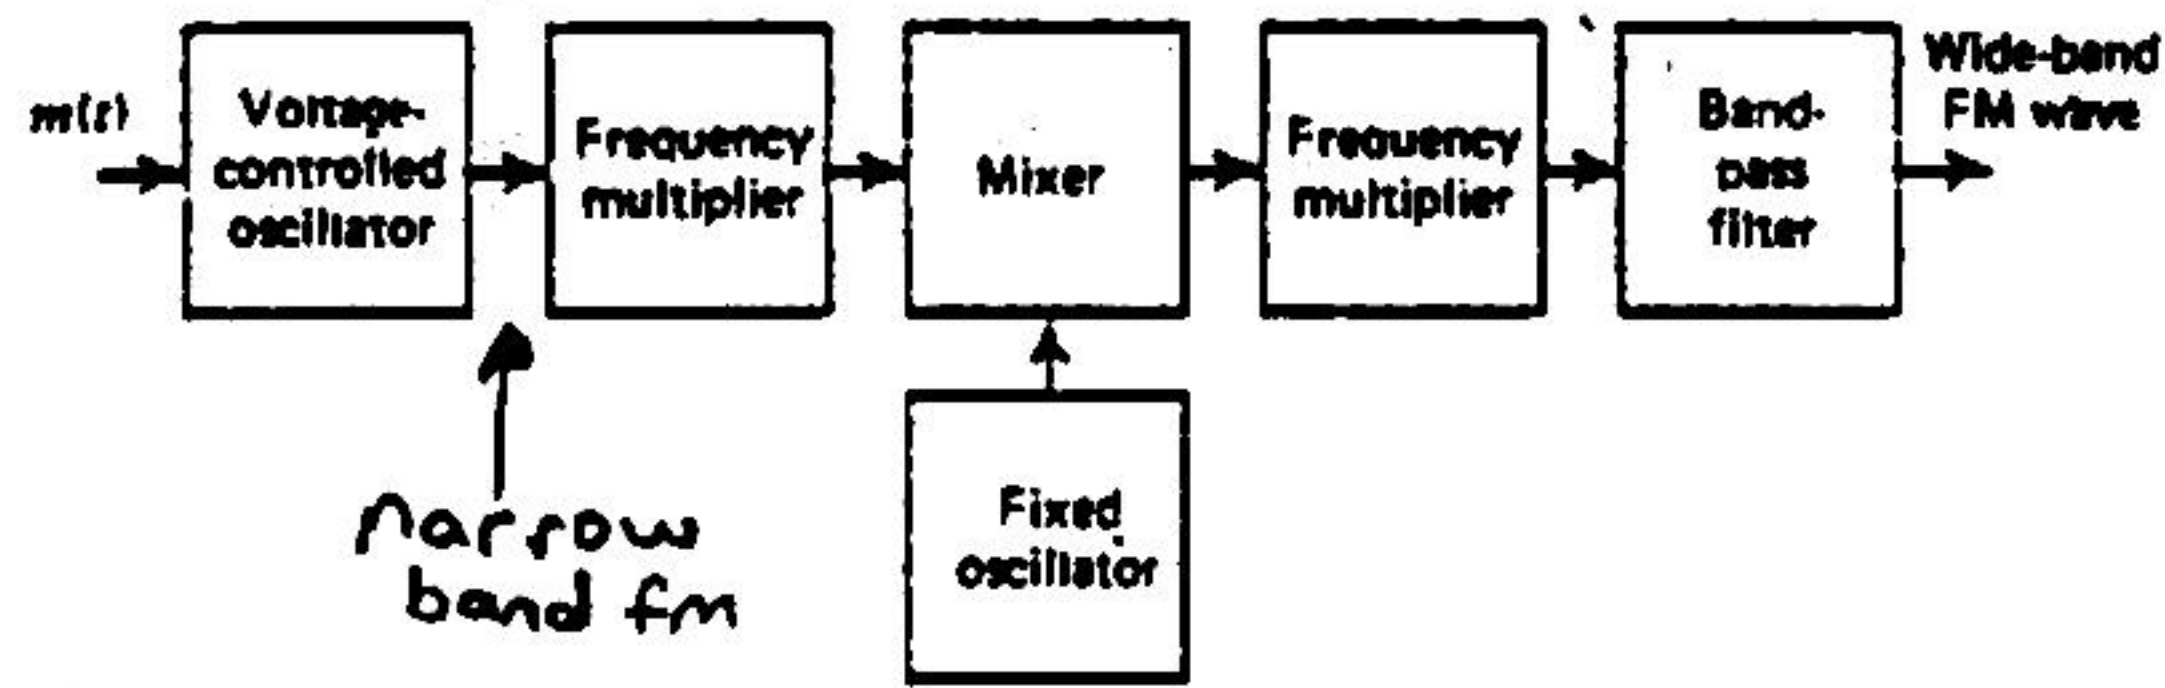 m(t)
Voltage-
controlled
oscillator
Frequency
multiplier
Mixer
Frequency
multiplier
Band-
pass
filter
Wide-band
FM wave
Fixed
oscillator
narrow
band fm